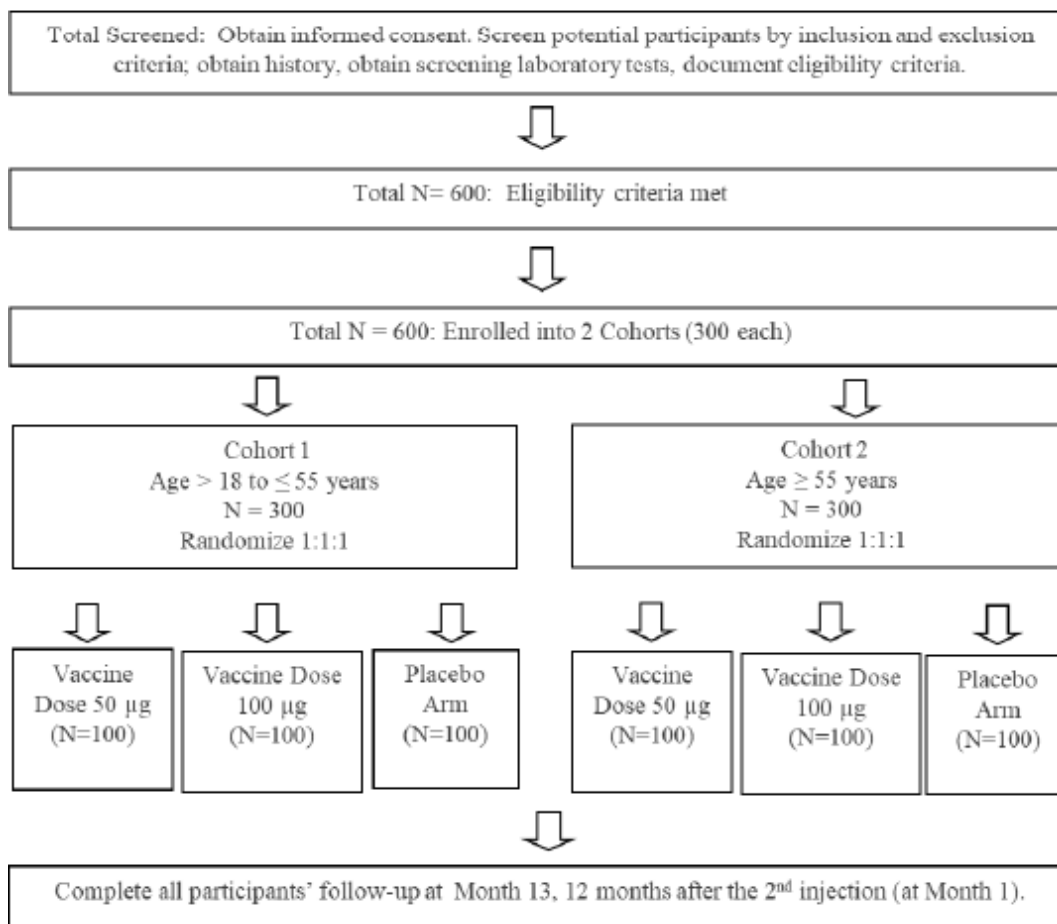 Total Screened: Obtain informed consent. Screen potential participants by inclusion and exclusion
criteria; obtain history, obtain screening laboratory tests, document eligibility criteria.
Total N= 600: Eligibility criteria met
Total N = 600: Enrolled into 2 Cohorts (300 each)
Cohort 1
Age > 18 to ≤ 55 years
N = 300
Randomize 1:1:1
Cohort 2
Age ≥ 55 years
N = 300
Randomize 1:1:1
Vaccine
Dose 50 µg
(N=100)
Vaccine Dose
100 µg
(N=100)
Placebo
Arm
(N=100)
Vaccine
Dose 50 µg
(N=100)
Vaccine Dose
100 µg
(N=100)
Placebo
Arm
(N=100)
Complete all participants' follow-up at Month 13, 12 months after the 2nd injection (at Month 1).